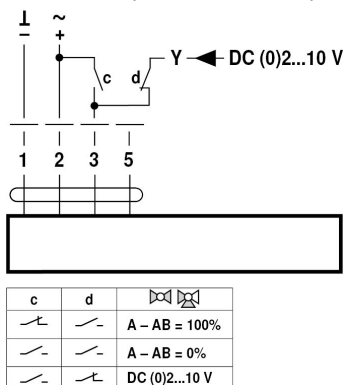 ⊥ ~
– +
c d Y DC (0)2...10 V
1 2 3 5
c d
A – AB = 100%
A – AB = 0%
DC (0)2...10 V